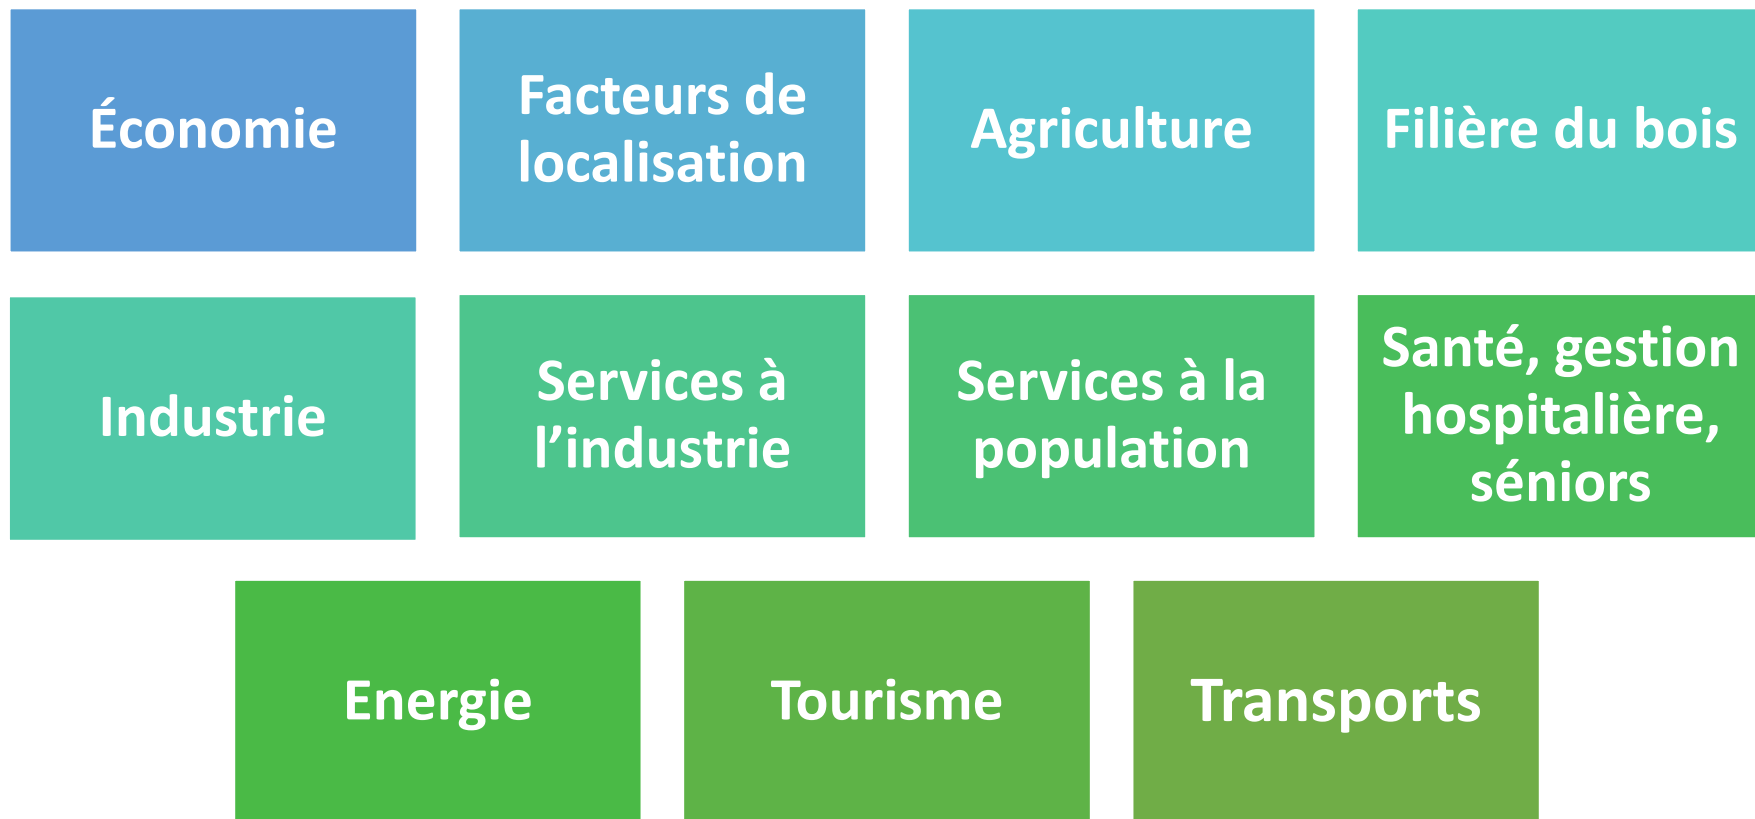 Économie
Facteurs de
localisation
Agriculture
Filière du bois
Industrie
Services à
l’industrie
Services à la
population
Santé, gestion
hospitalière,
séniors
Energie
Tourisme
Transports